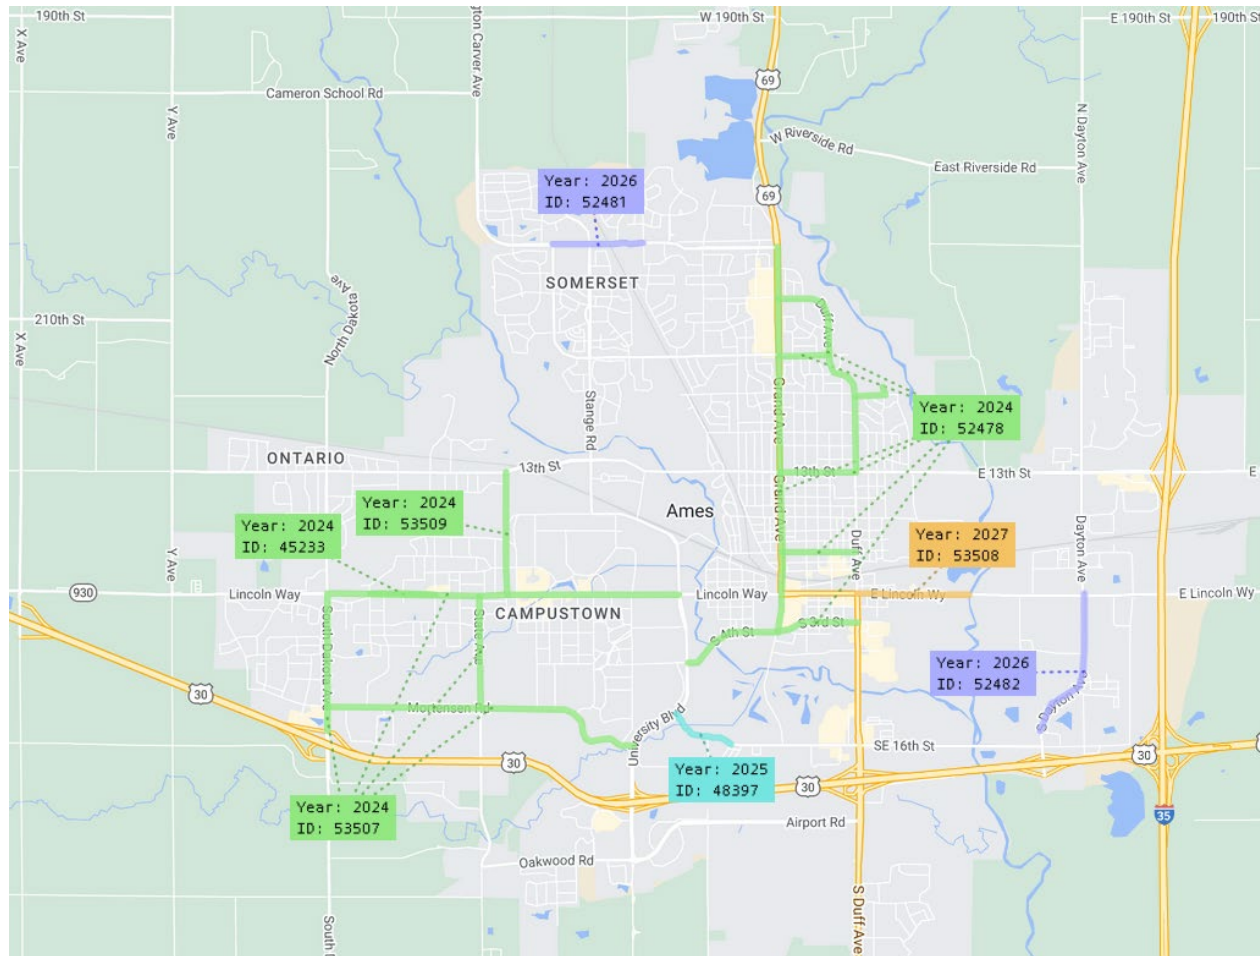 W 190th St
E 190th St
190th St
190th St
X Ave
Y Ave
Cameron School Rd
gton Carver Ave
69
W Riverside Rd
East Riverside Rd
N Dayton Ave
69
Year: 2026
ID: 52481
SOMERSET
North Dakota Ave
Duff Ave
210th St
X Ave
Stange Rd
Grand Ave
Year: 2024
ID: 52478
ONTARIO
13th St
13th St
E 13th St
E
Year: 2024
ID: 53509
Grand Ave
Ames
Year: 2024
ID: 45233
Year: 2027
ID: 53508
Duff Ave
Dayton Ave
Y Ave
930
Lincoln Way
Lincoln Way
E Lincoln Wy
E Lincoln Wy
CAMPUSTOWN
South Dakota Ave
State Ave
S 4th St
S 3rd St
Year: 2026
ID: 52482
30
Mortensen Rd
University Blvd
S Dayton Ave
SE 16th St
30
30
Year: 2025
ID: 48397
30
Year: 2024
ID: 53507
Airport Rd
35
Oakwood Rd
S Duff Ave
South